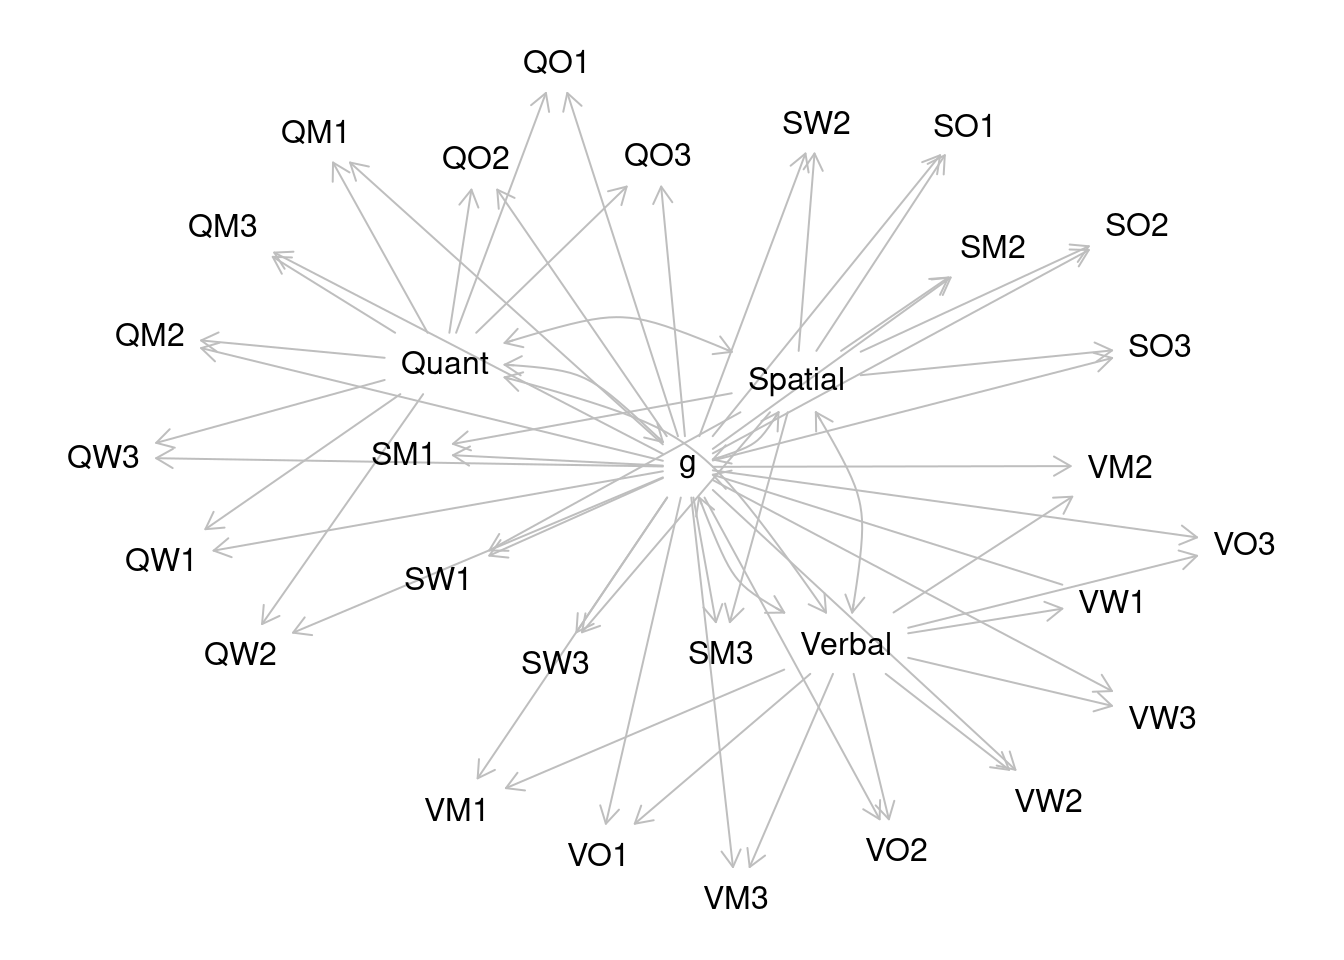 QO1
SW2
SO1
QM1
QO2
QO3
QM3
SO2
SM2
QM2
SO3
Quant
Spatial
QW3
SM1
g
VM2
VO3
QW1
SW1
VW1
Verbal
QW2
SM3
SW3
VW3
VW2
VM1
VO1
VO2
VM3